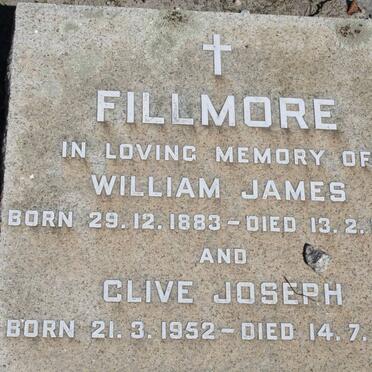 FILLMORE
IN LOVING MEMORY OF
WILLIAM JAMES
BORN 29.12.1883 – DIED 13.2.
AND
CLIVE JOSEPH
BORN 21.3.1952 – DIED 14.7.